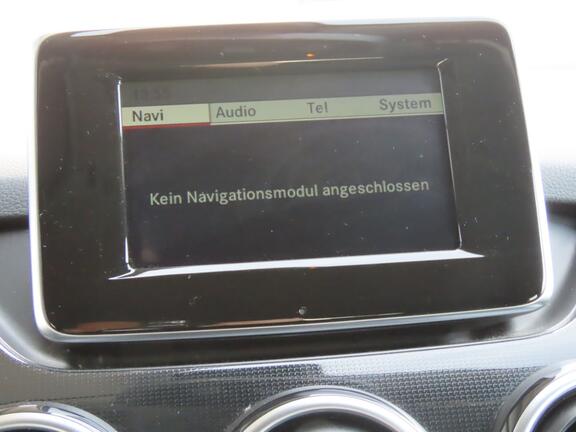 Navi Audio Tel System
Kein Navigationsmodul angeschlossen